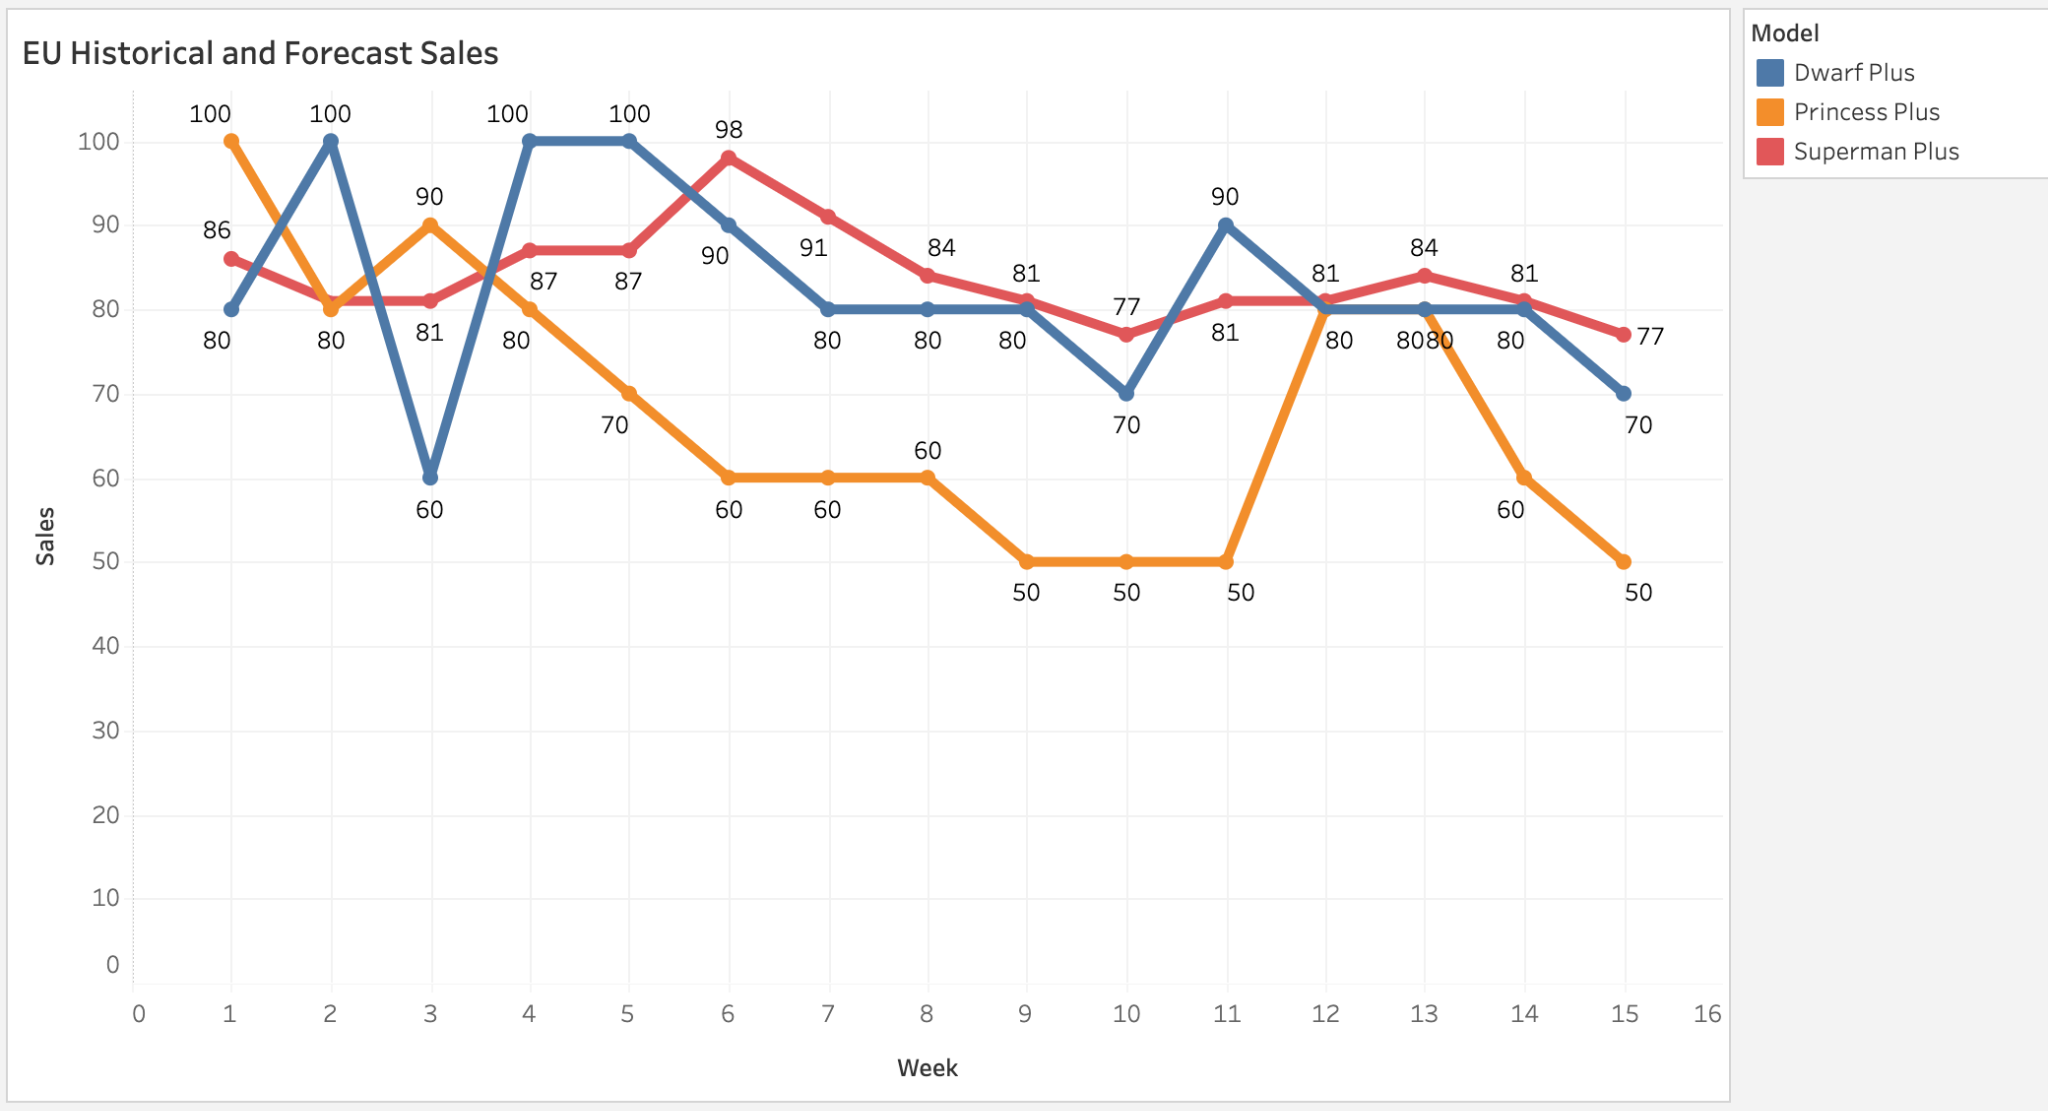 EU Historical and Forecast Sales
Model
Dwarf Plus
Princess Plus
Superman Plus
100 100 100 100
98
100
90 90
86
90
90
91
84 81 77 81 84 81
87 87
80 80 81 80 80 80 80 81 80 80 80 80 77
80
70
70 70 70
60
60
60 60 60 60
Sales
50
50 50 50 50
40
30
20
10
0
0 1 2 3 4 5 6 7 8 9 10 11 12 13 14 15 16
Week